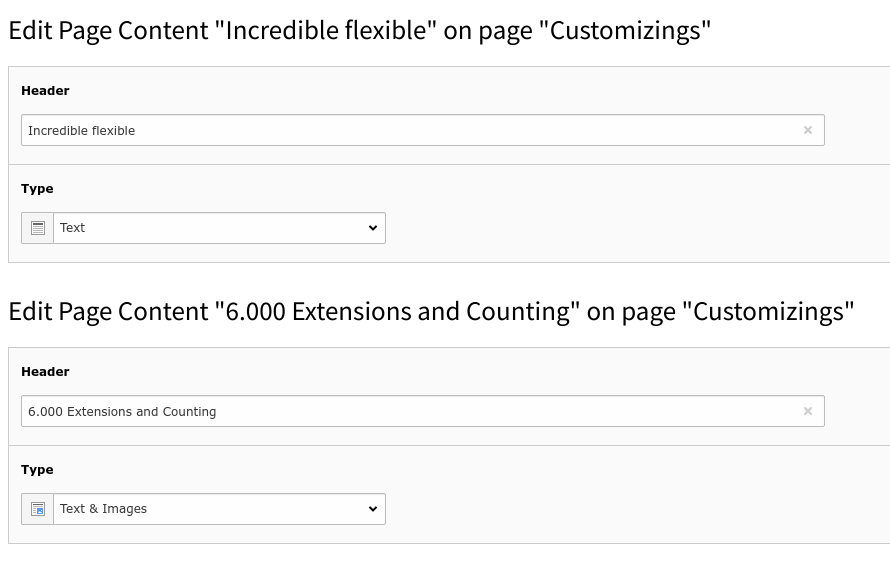 Edit Page Content "Incredible flexible" on page "Customizings"
Header
Incredible flexible
Type
Text
Edit Page Content "6.000 Extensions and Counting" on page "Customizings"
Header
6.000 Extensions and Counting
Type
Text & Images